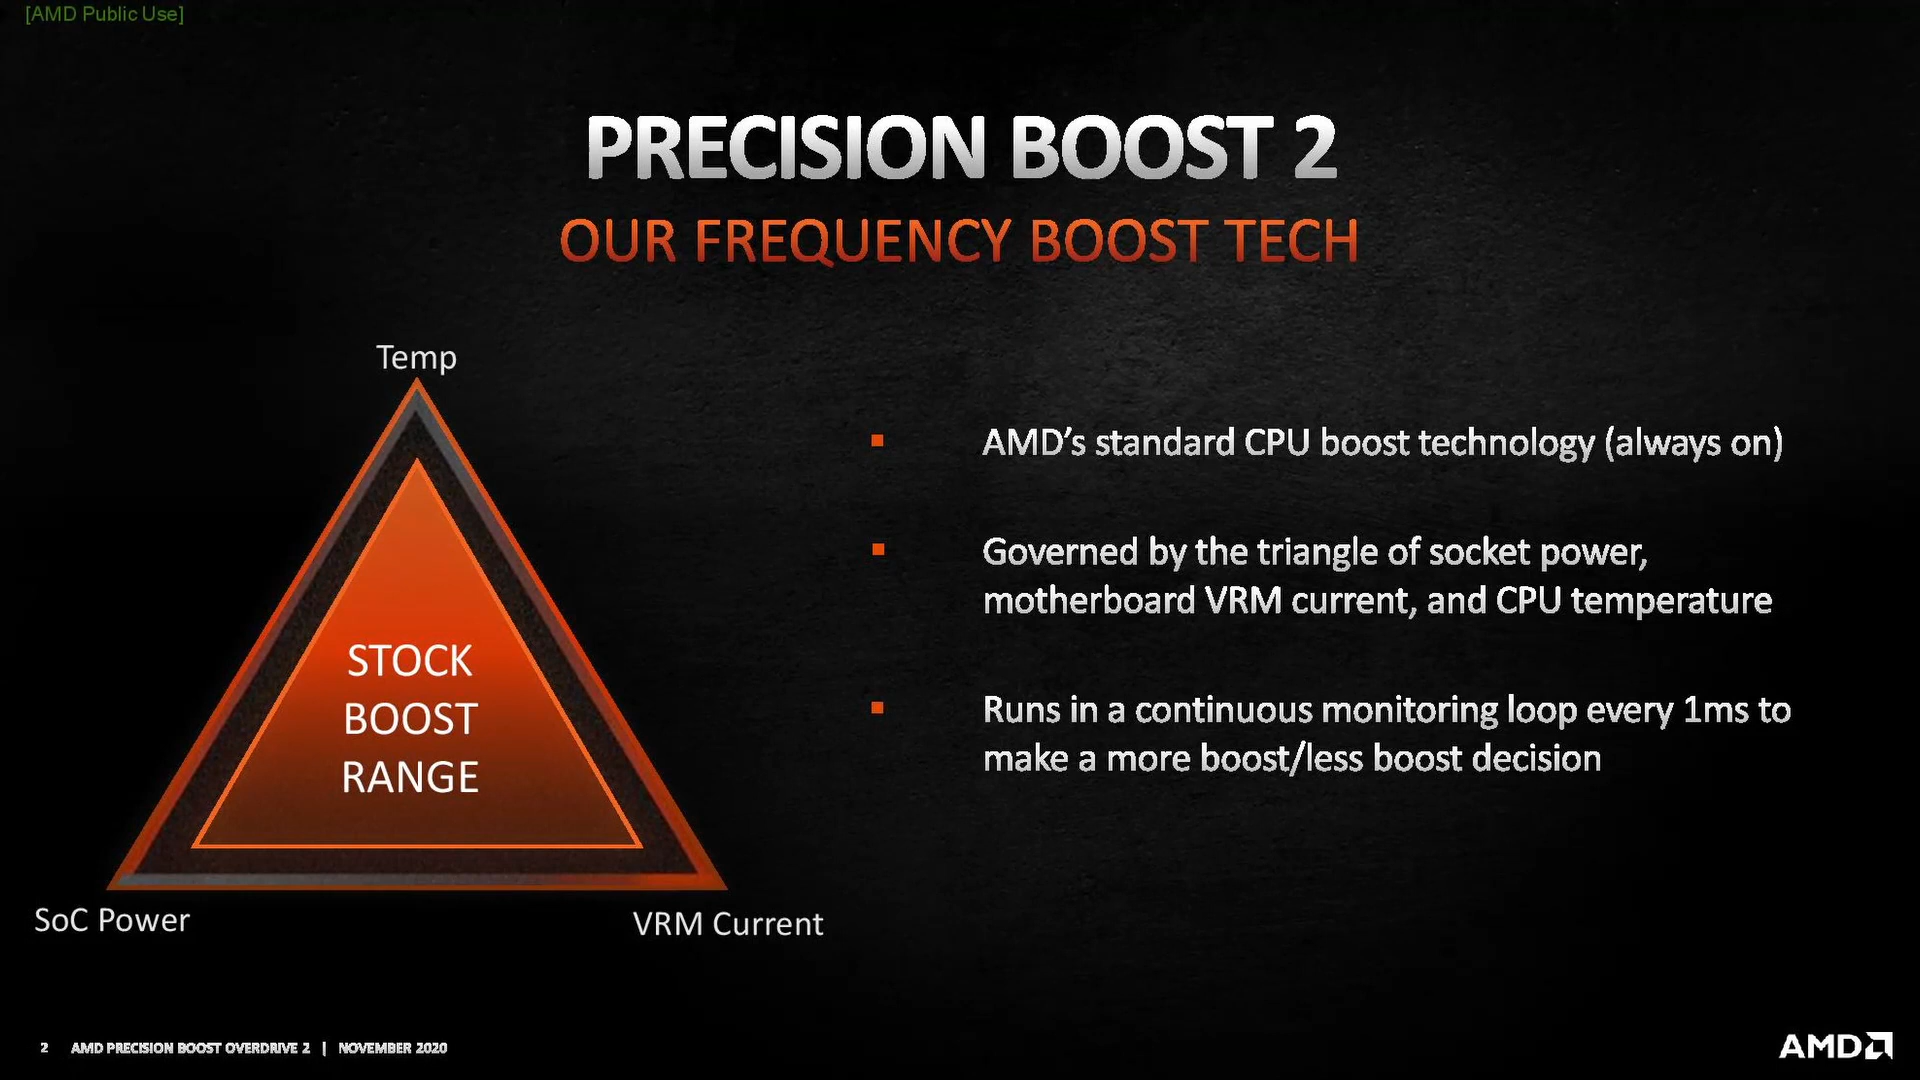 [AMD Public Use]
PRECISION BOOST 2
OUR FREQUENCY BOOST TECH
Temp
STOCK
BOOST
RANGE
SoC Power
VRM Current
▪ AMD’s standard CPU boost technology (always on)
▪ Governed by the triangle of socket power,
motherboard VRM current, and CPU temperature
▪ Runs in a continuous monitoring loop every 1ms to
make a more boost/less boost decision
2 AMD PRECISION BOOST OVERDRIVE 2 | NOVEMBER 2020
AMD